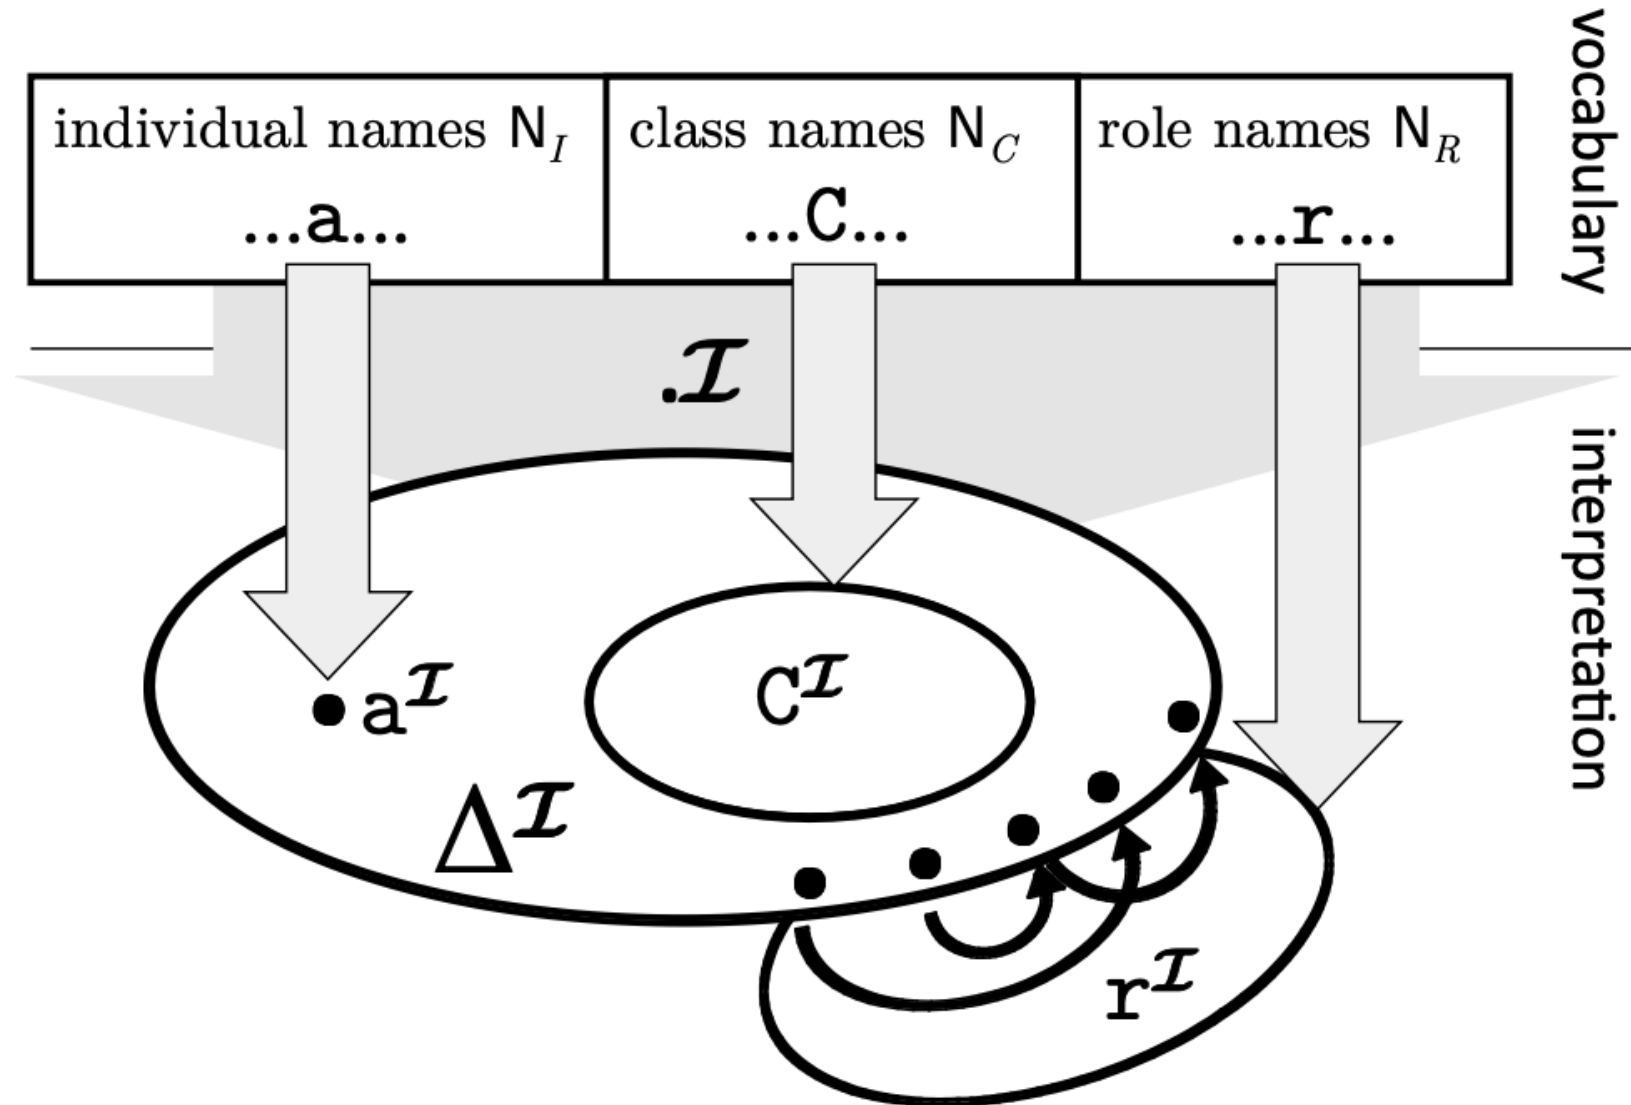 individual names N_I
...a...
class names N_C
...C...
role names N_R
...r...
vocabulary
.ℐ
interpretation
a^ℐ
C^ℐ
Δ^ℐ
r^ℐ